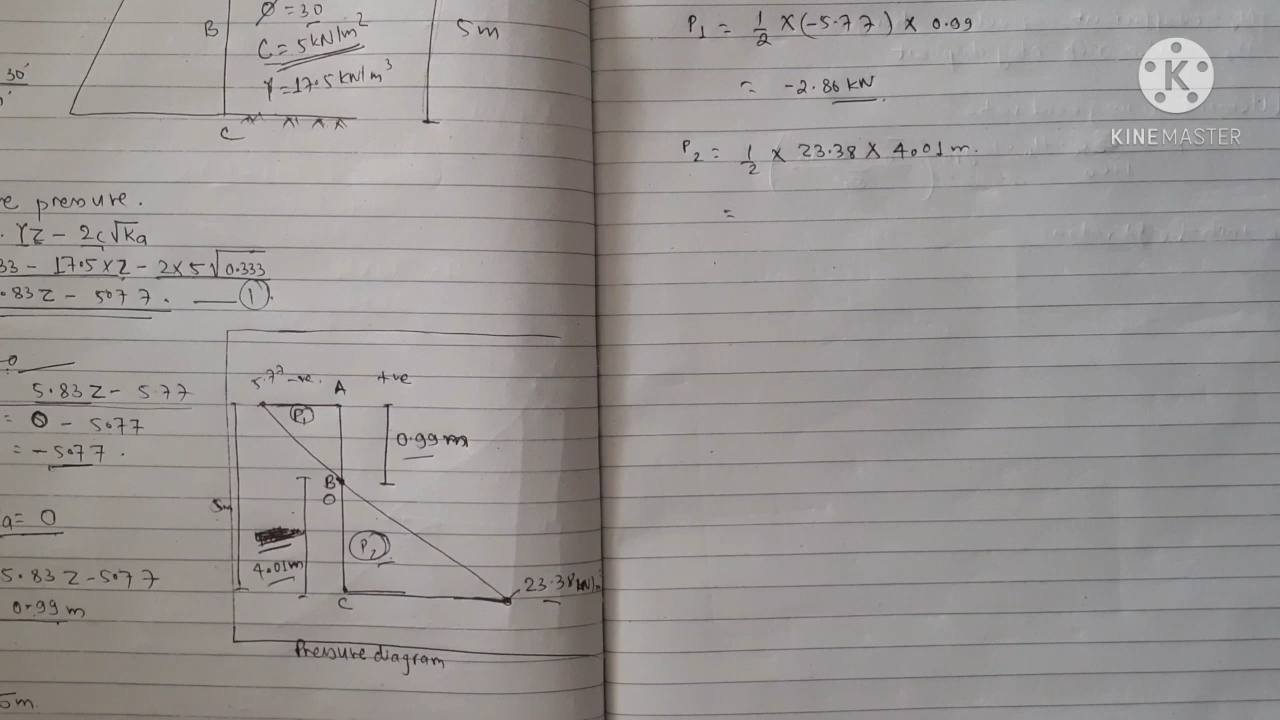 Ø = 30
B
C = 5 kN/m²
5m
30°
γ = 17.5 kN/m³
C
e pressure.
γZ - 2c√Ka
33 - 17.5 x Z - 2 x 5 √0.333
.83Z - 5.77. —— ①.
5.83Z - 5.77
= 0 - 5.77
= -5.77.
a = 0
5.83Z - 5.77
0.99 m
5m.
5.77 -ve. A +ve
P1
0.99 m
B
O
5m
P2
4.01m
23.38 kN/m
C
Pressure diagram
P1 = 1/2 x (-5.77) x 0.99
= -2.86 kN
P2 = 1/2 x 23.38 x 4.01 m.
=
K
KINEMASTER